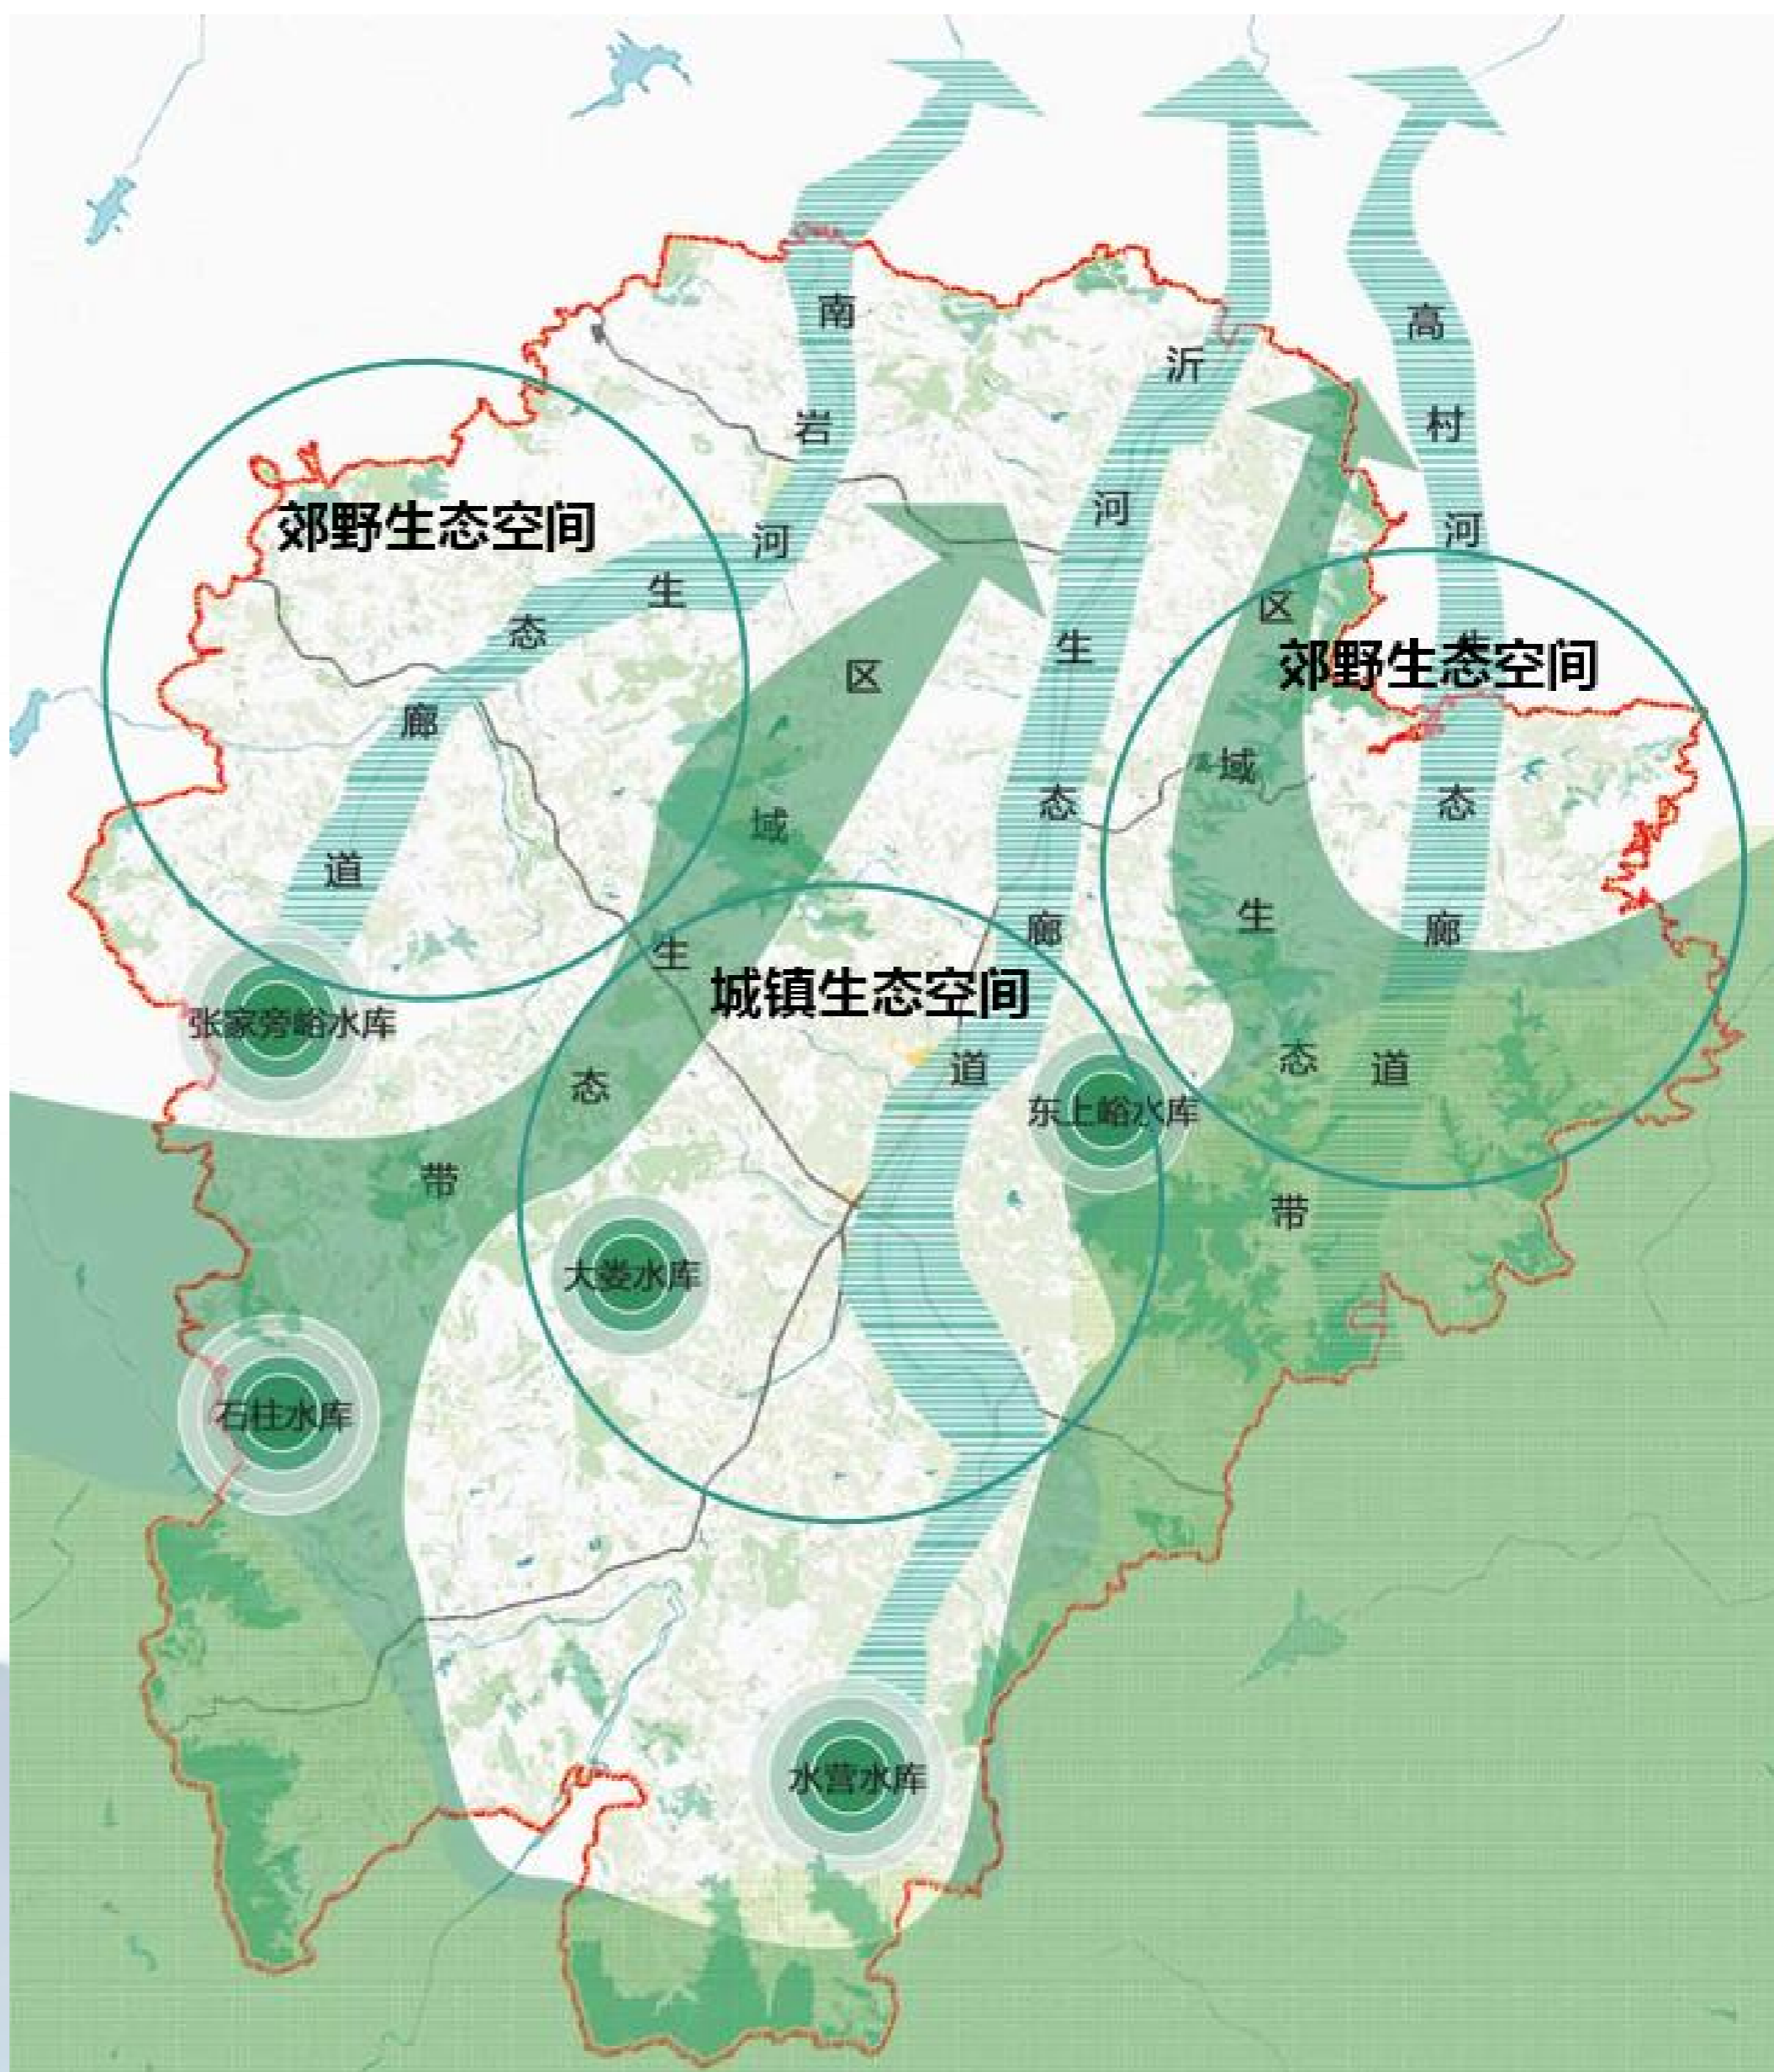 南岩河生态廊道
沂河生态廊道
高村河生态廊道
郊野生态空间
区域生态带
区域生态带
郊野生态空间
城镇生态空间
张家旁峪水库
东上峪水库
大娄水库
石柱水库
水营水库